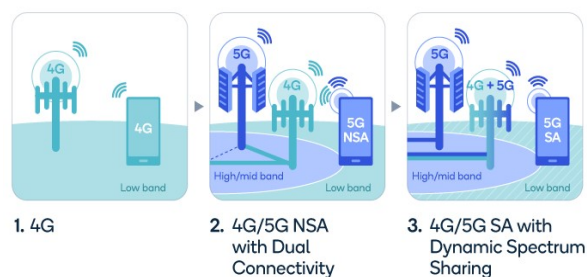 4G
4G
Low band
1. 4G
5G
4G
5G
NSA
High/mid band
Low band
2. 4G/5G NSA
with Dual
Connectivity
5G
4G + 5G
5G
SA
High/mid band
Low band
3. 4G/5G SA with
Dynamic Spectrum
Sharing